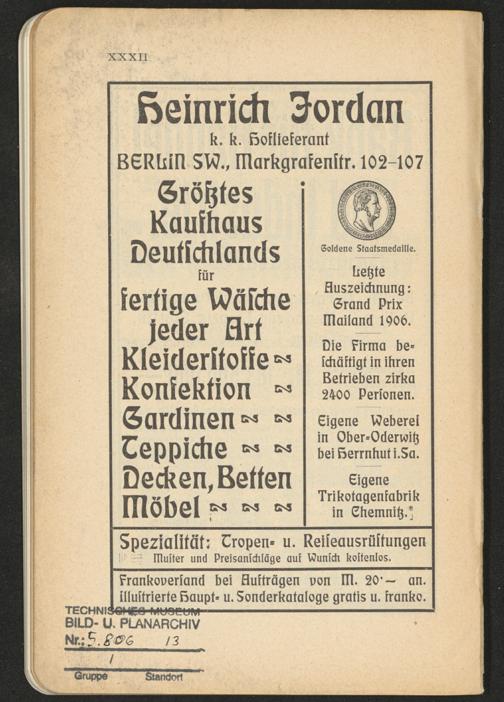 XXXII
Heinrich Jordan
k. k. Hoflieferant
BERLIN SW., Markgrafenstr. 102–107
Größtes
Kaufhaus
Deutschlands
für
fertige Wäsche
jeder Art
Kleiderstoffe
Konfektion
Gardinen
Teppiche
Decken, Betten
Möbel
Goldene Staatsmedaille.
Letzte
Auszeichnung:
Grand Prix
Mailand 1906.
Die Firma be-
schäftigt in ihren
Betrieben zirka
2400 Personen.
Eigene Weberei
in Ober-Oderwitz
bei Herrnhut i. Sa.
Eigene
Trikotagenfabrik
in Chemnitz.
Spezialität: Tropen- u. Reiseausrüstungen
Muster und Preisanschläge auf Wunsch kostenlos.
Frankoversand bei Aufträgen von M. 20·— an.
Illustrierte Haupt- u. Sonderkataloge gratis u. franko.
TECHNISCHES MUSEUM
BILD- U. PLANARCHIV
Nr.: 5.806 13
1
Gruppe Standort